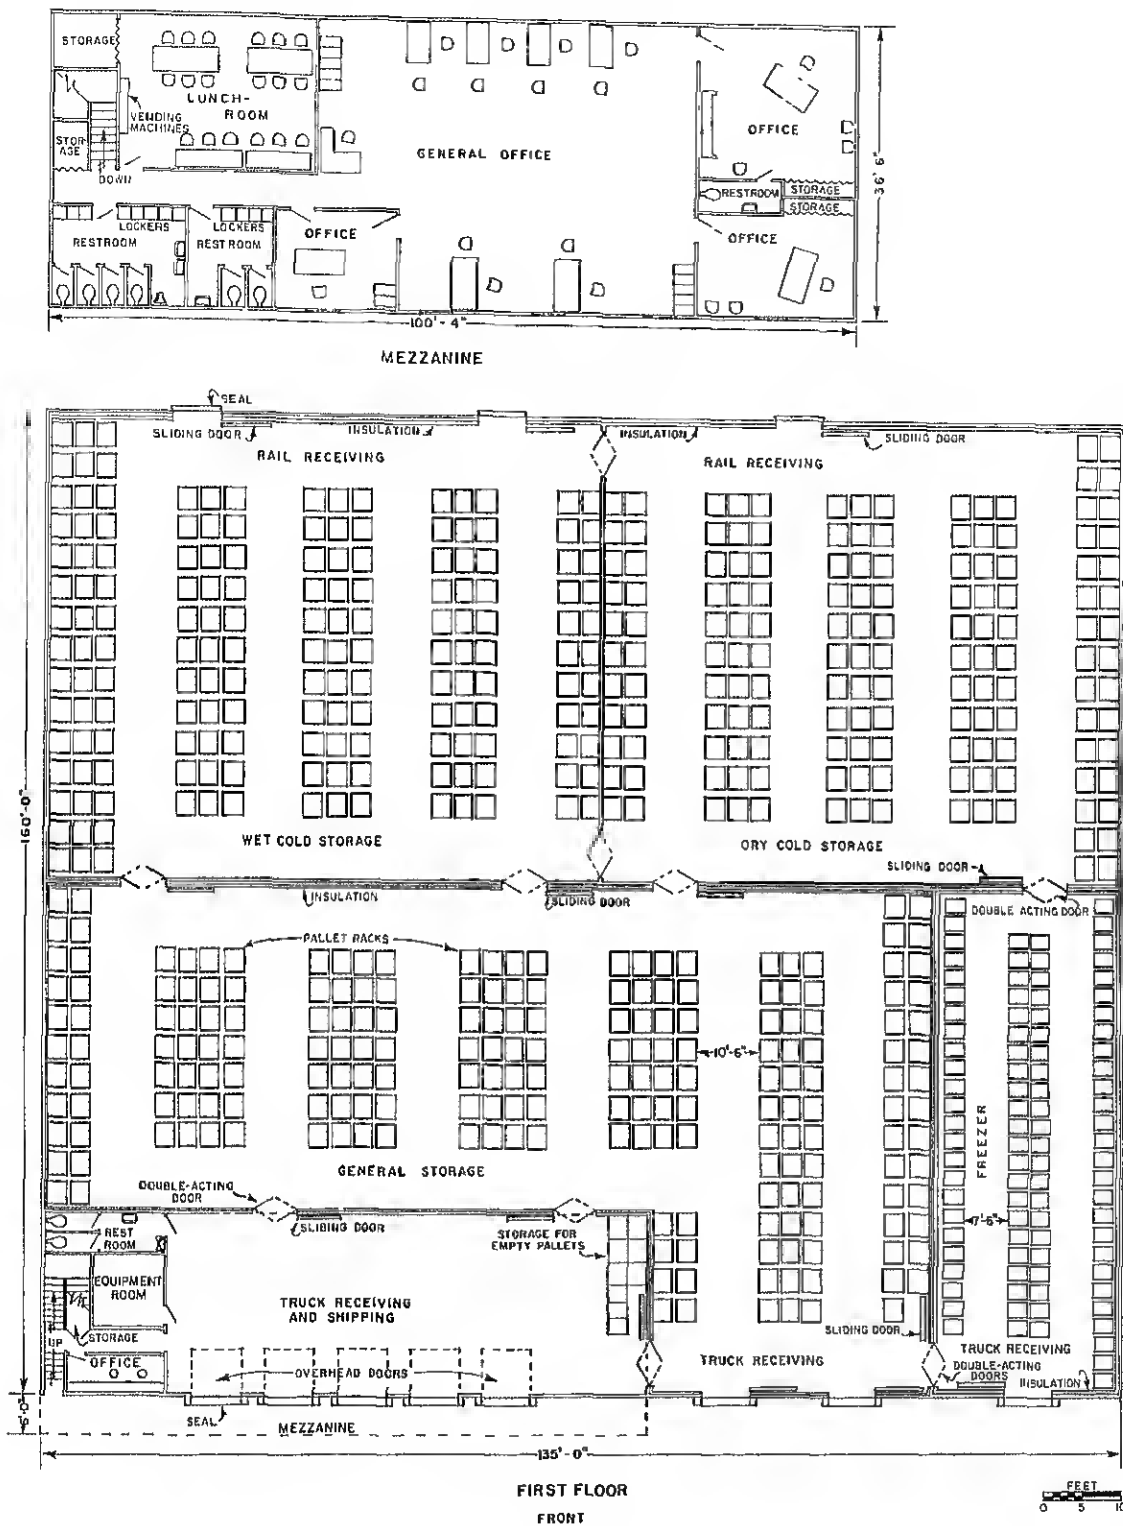 STORAGE
LUNCH-
ROOM
VENDING
MACHINES
STOR-
AGE
DOWN
GENERAL OFFICE
OFFICE
RESTROOM
STORAGE
STORAGE
OFFICE
36'-6"
LOCKERS
RESTROOM
LOCKERS
REST ROOM
OFFICE
100'-4"
MEZZANINE
SEAL
SLIDING DOOR
INSULATION
INSULATION
SLIDING DOOR
RAIL RECEIVING
RAIL RECEIVING
160'-0"
WET COLD STORAGE
DRY COLD STORAGE
SLIDING DOOR
INSULATION
SLIDING DOOR
DOUBLE ACTING DOOR
PALLET RACKS
10'-6"
FREEZER
7'-6"
GENERAL STORAGE
DOUBLE-ACTING
DOOR
SLIDING DOOR
STORAGE FOR
EMPTY PALLETS
REST
ROOM
EQUIPMENT
ROOM
TRUCK RECEIVING
AND SHIPPING
STORAGE
UP
OFFICE
OVERHEAD DOORS
SLIDING DOOR
TRUCK RECEIVING
TRUCK RECEIVING
DOUBLE-ACTING
DOORS
INSULATION
6'-0"
SEAL
MEZZANINE
135'-0"
FIRST FLOOR
FRONT
FEET
0 5 10